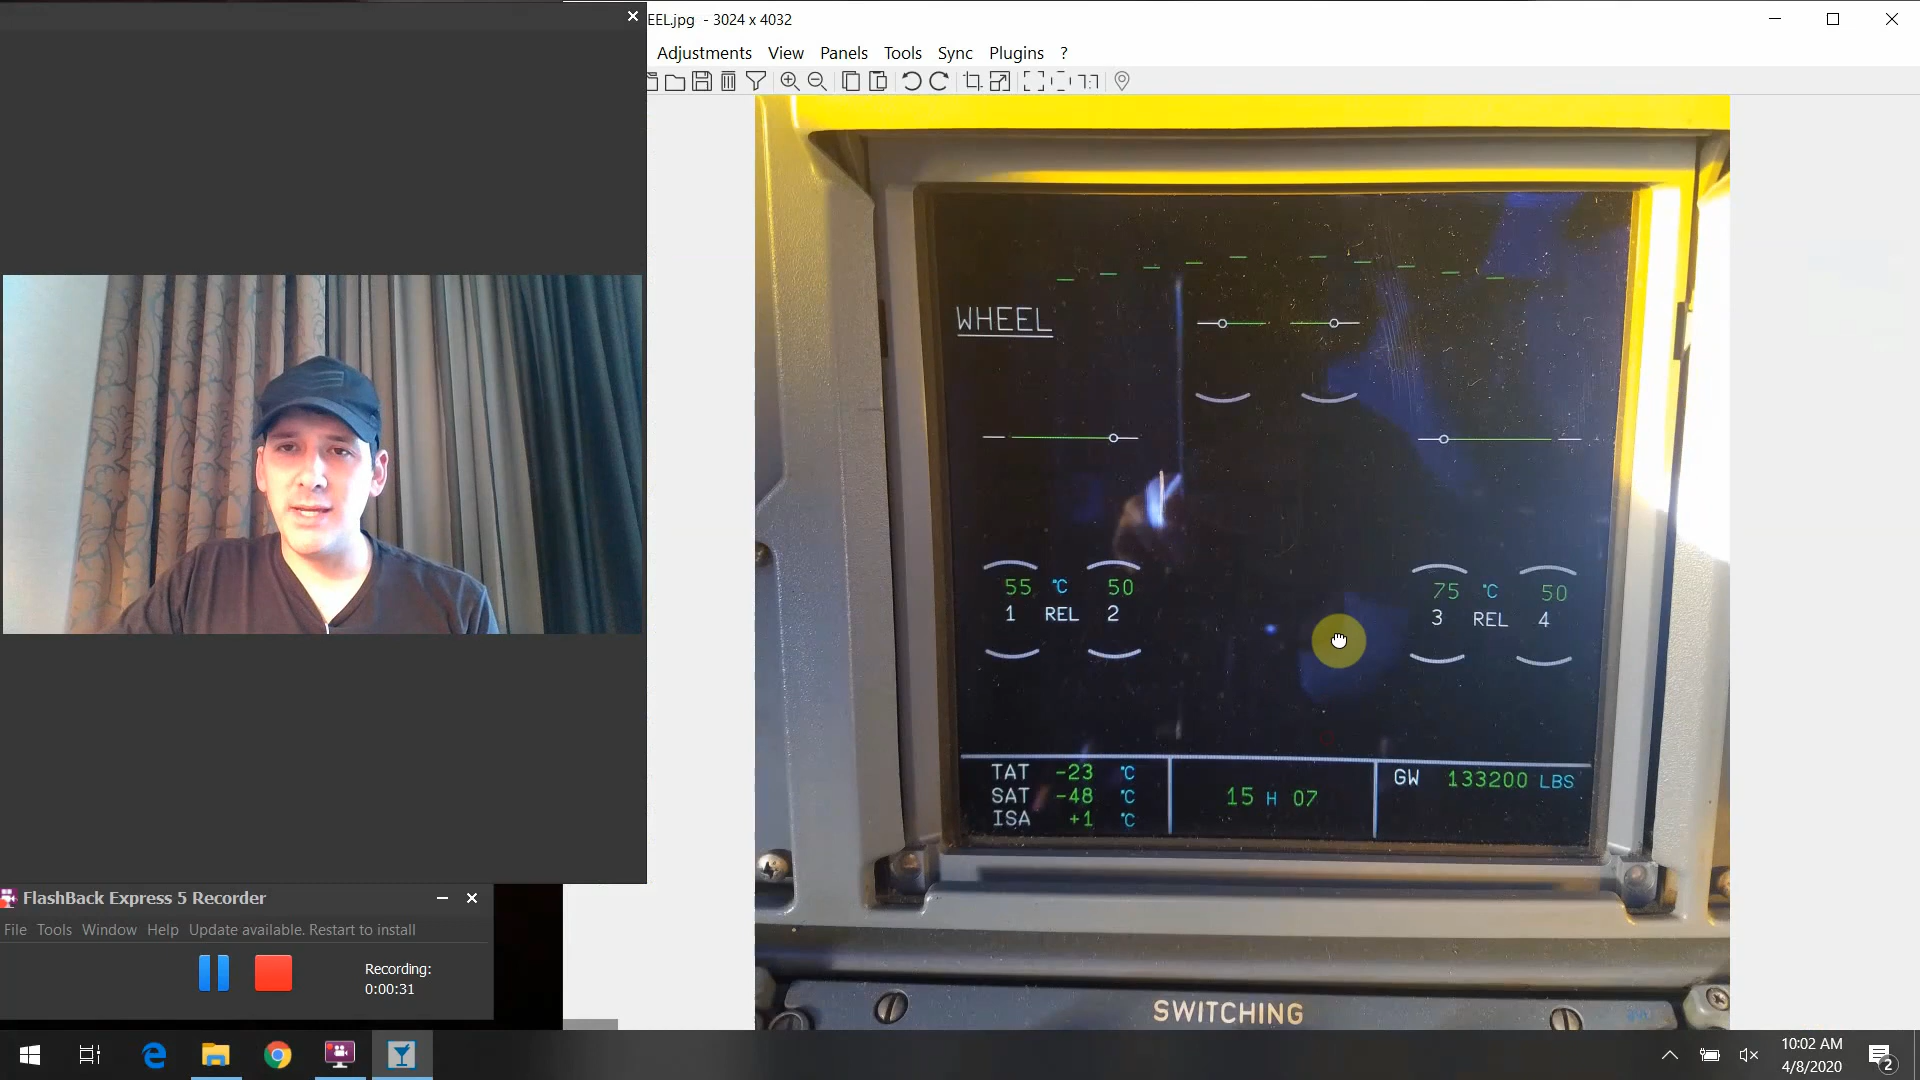 EEL.jpg - 3024 x 4032
Adjustments View Panels Tools Sync Plugins ?
WHEEL
55 °C 50
1 REL 2
75 °C 50
3 REL 4
TAT -23 °C
SAT -48 °C
ISA +1 °C
15 H 07
GW 133200 LBS
SWITCHING
FlashBack Express 5 Recorder
File Tools Window Help Update available. Restart to install
Recording:
0:00:31
10:02 AM
4/8/2020
2